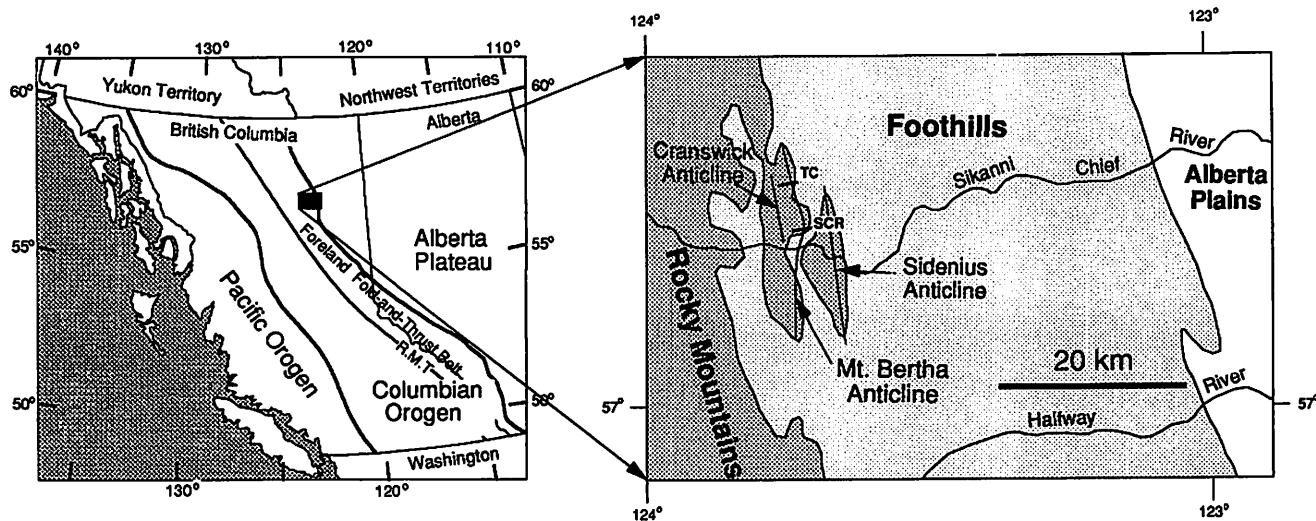 140°
130°
120°
110°
60°
Yukon Territory
Northwest Territories
60°
British Columbia
Alberta
55°
Alberta
Plateau
55°
Foreland Fold-and-Thrust Belt
Pacific Orogen
R.M.T
Columbian
Orogen
50°
Washington
130°
120°
124°
123°
Foothills
Cranswick
Anticline
TC
River
Chief
Sikanni
Alberta
Plains
SCR
Rocky Mountains
Sidenius
Anticline
Mt. Bertha
Anticline
20 km
River
Halfway
57°
57°
124°
123°